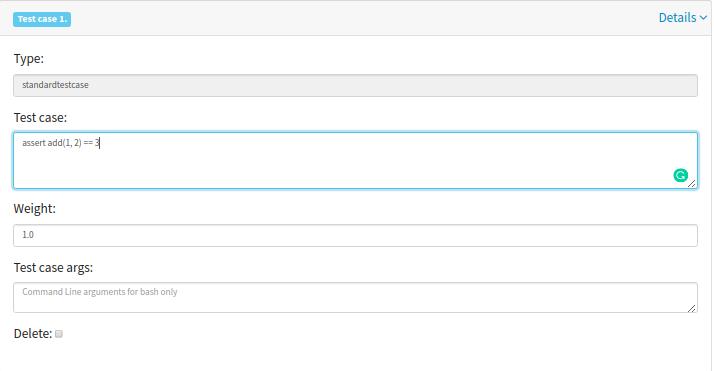 Test case 1.
Details
Type:
standardtestcase
Test case:
assert add(1, 2) == 3
Weight:
1.0
Test case args:
Command Line arguments for bash only
Delete: